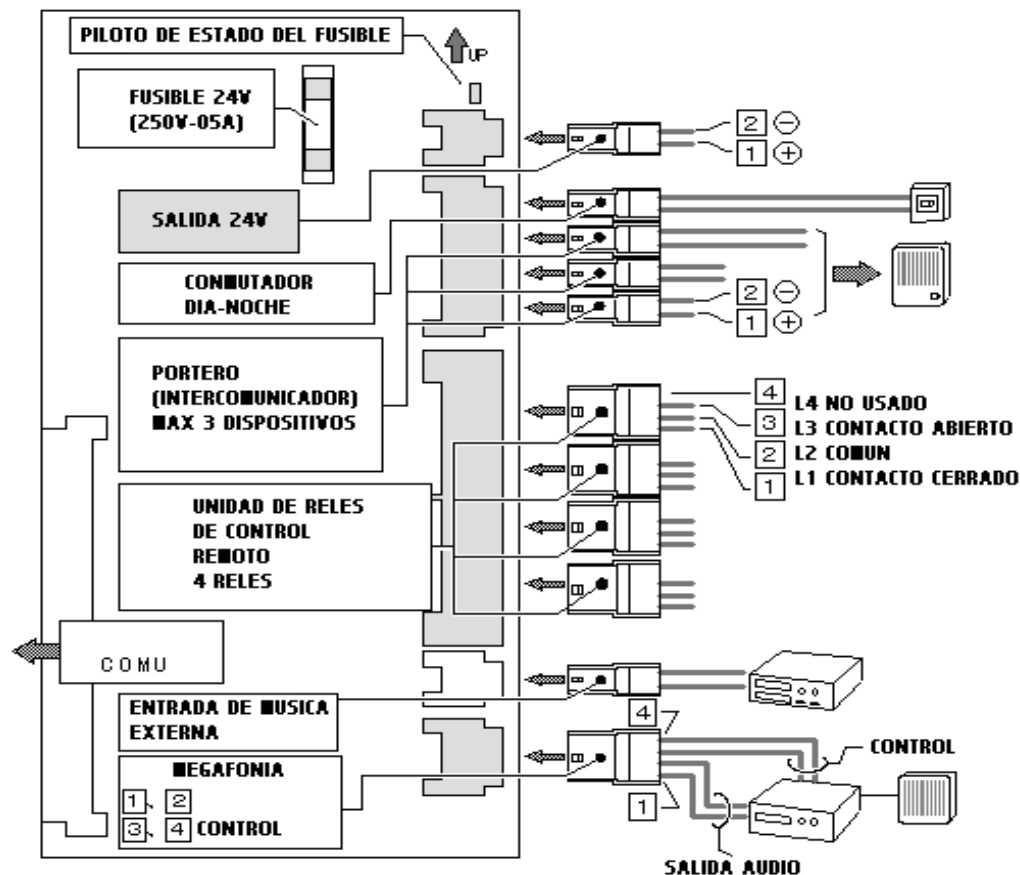 PILOTO DE ESTADO DEL FUSIBLE
UP
FUSIBLE 24V
(250V-05A)
2 ⊖
1 ⊕
SALIDA 24V
CONMUTADOR
DIA-NOCHE
2 ⊖
1 ⊕
PORTERO
(INTERCOMUNICADOR)
MAX 3 DISPOSITIVOS
4
L4 NO USADO
3
L3 CONTACTO ABIERTO
2
L2 COMUN
1
L1 CONTACTO CERRADO
UNIDAD DE RELES
DE CONTROL
REMOTO
4 RELES
COMU
ENTRADA DE MUSICA
EXTERNA
4
CONTROL
MEGAFONIA
1, 2
3, 4 CONTROL
1
SALIDA AUDIO